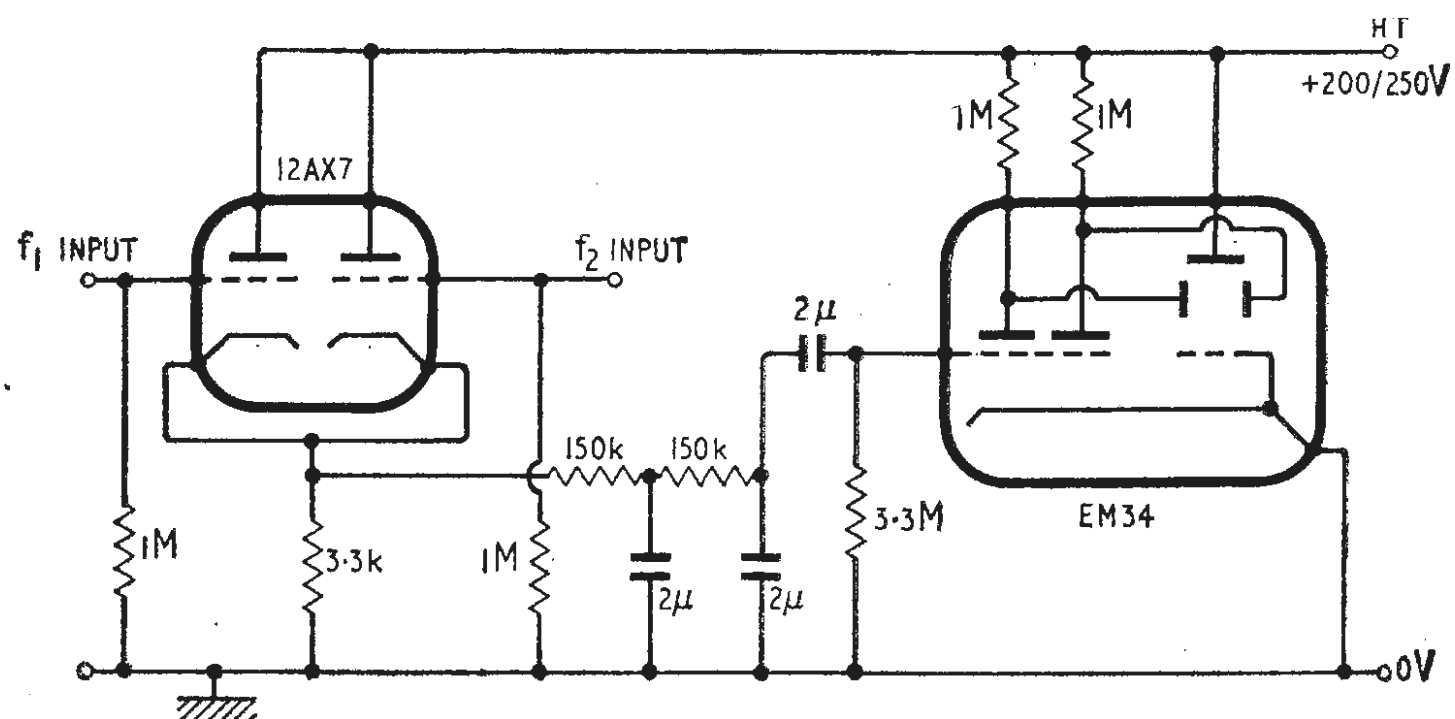 HT
+200/250V
1M
1M
12AX7
f₁ INPUT
f₂ INPUT
2μ
150k
150k
EM34
1M
3·3k
1M
3·3M
2μ
2μ
0V